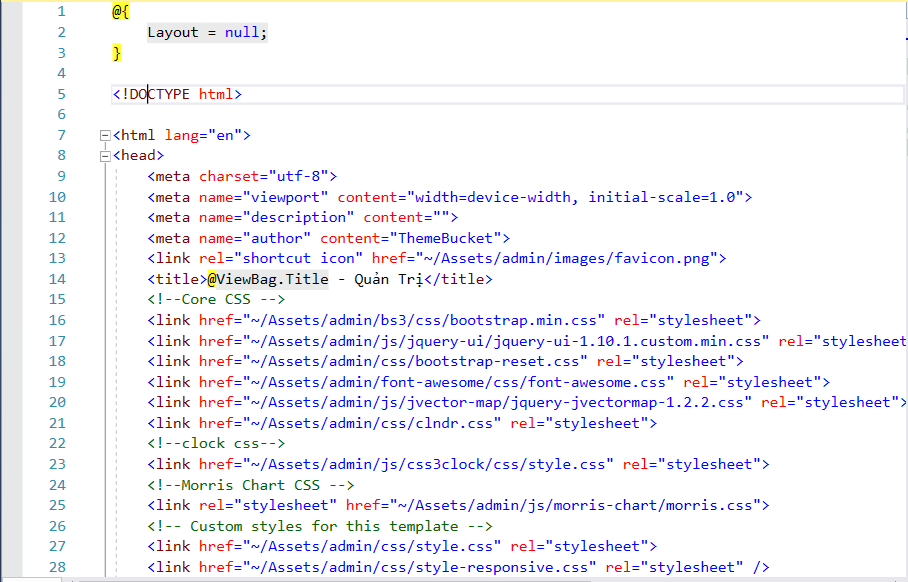 1 @{
2 Layout = null;
3 }
4
5 <!DOCTYPE html>
6
7 <html lang="en">
8 <head>
9 <meta charset="utf-8">
10 <meta name="viewport" content="width=device-width, initial-scale=1.0">
11 <meta name="description" content="">
12 <meta name="author" content="ThemeBucket">
13 <link rel="shortcut icon" href="~/Assets/admin/images/favicon.png">
14 <title>@ViewBag.Title - Quản Trị</title>
15 <!--Core CSS -->
16 <link href="~/Assets/admin/bs3/css/bootstrap.min.css" rel="stylesheet">
17 <link href="~/Assets/admin/js/jquery-ui/jquery-ui-1.10.1.custom.min.css" rel="stylesheet
18 <link href="~/Assets/admin/css/bootstrap-reset.css" rel="stylesheet">
19 <link href="~/Assets/admin/font-awesome/css/font-awesome.css" rel="stylesheet">
20 <link href="~/Assets/admin/js/jvector-map/jquery-jvectormap-1.2.2.css" rel="stylesheet">
21 <link href="~/Assets/admin/css/clndr.css" rel="stylesheet">
22 <!--clock css-->
23 <link href="~/Assets/admin/js/css3clock/css/style.css" rel="stylesheet">
24 <!--Morris Chart CSS -->
25 <link rel="stylesheet" href="~/Assets/admin/js/morris-chart/morris.css">
26 <!-- Custom styles for this template -->
27 <link href="~/Assets/admin/css/style.css" rel="stylesheet">
28 <link href="~/Assets/admin/css/style-responsive.css" rel="stylesheet" />